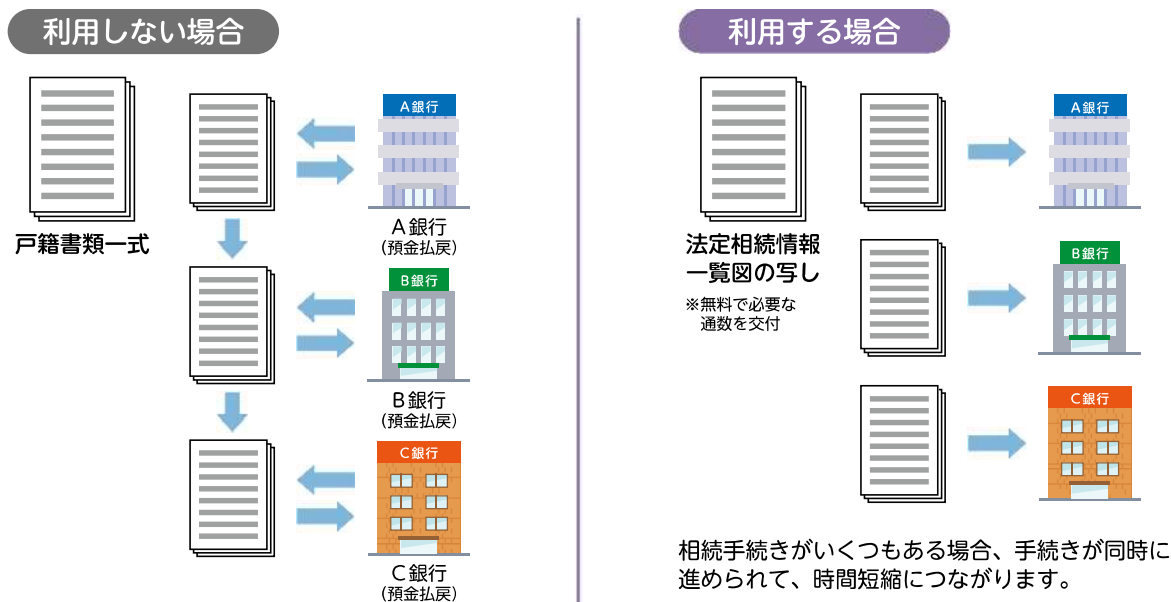 利用しない場合
戸籍書類一式
A銀行
A銀行
(預金払戻)
B銀行
B銀行
(預金払戻)
C銀行
C銀行
(預金払戻)
利用する場合
法定相続情報
一覧図の写し
※無料で必要な
通数を交付
A銀行
B銀行
C銀行
相続手続きがいくつもある場合、手続きが同時に
進められて、時間短縮につながります。